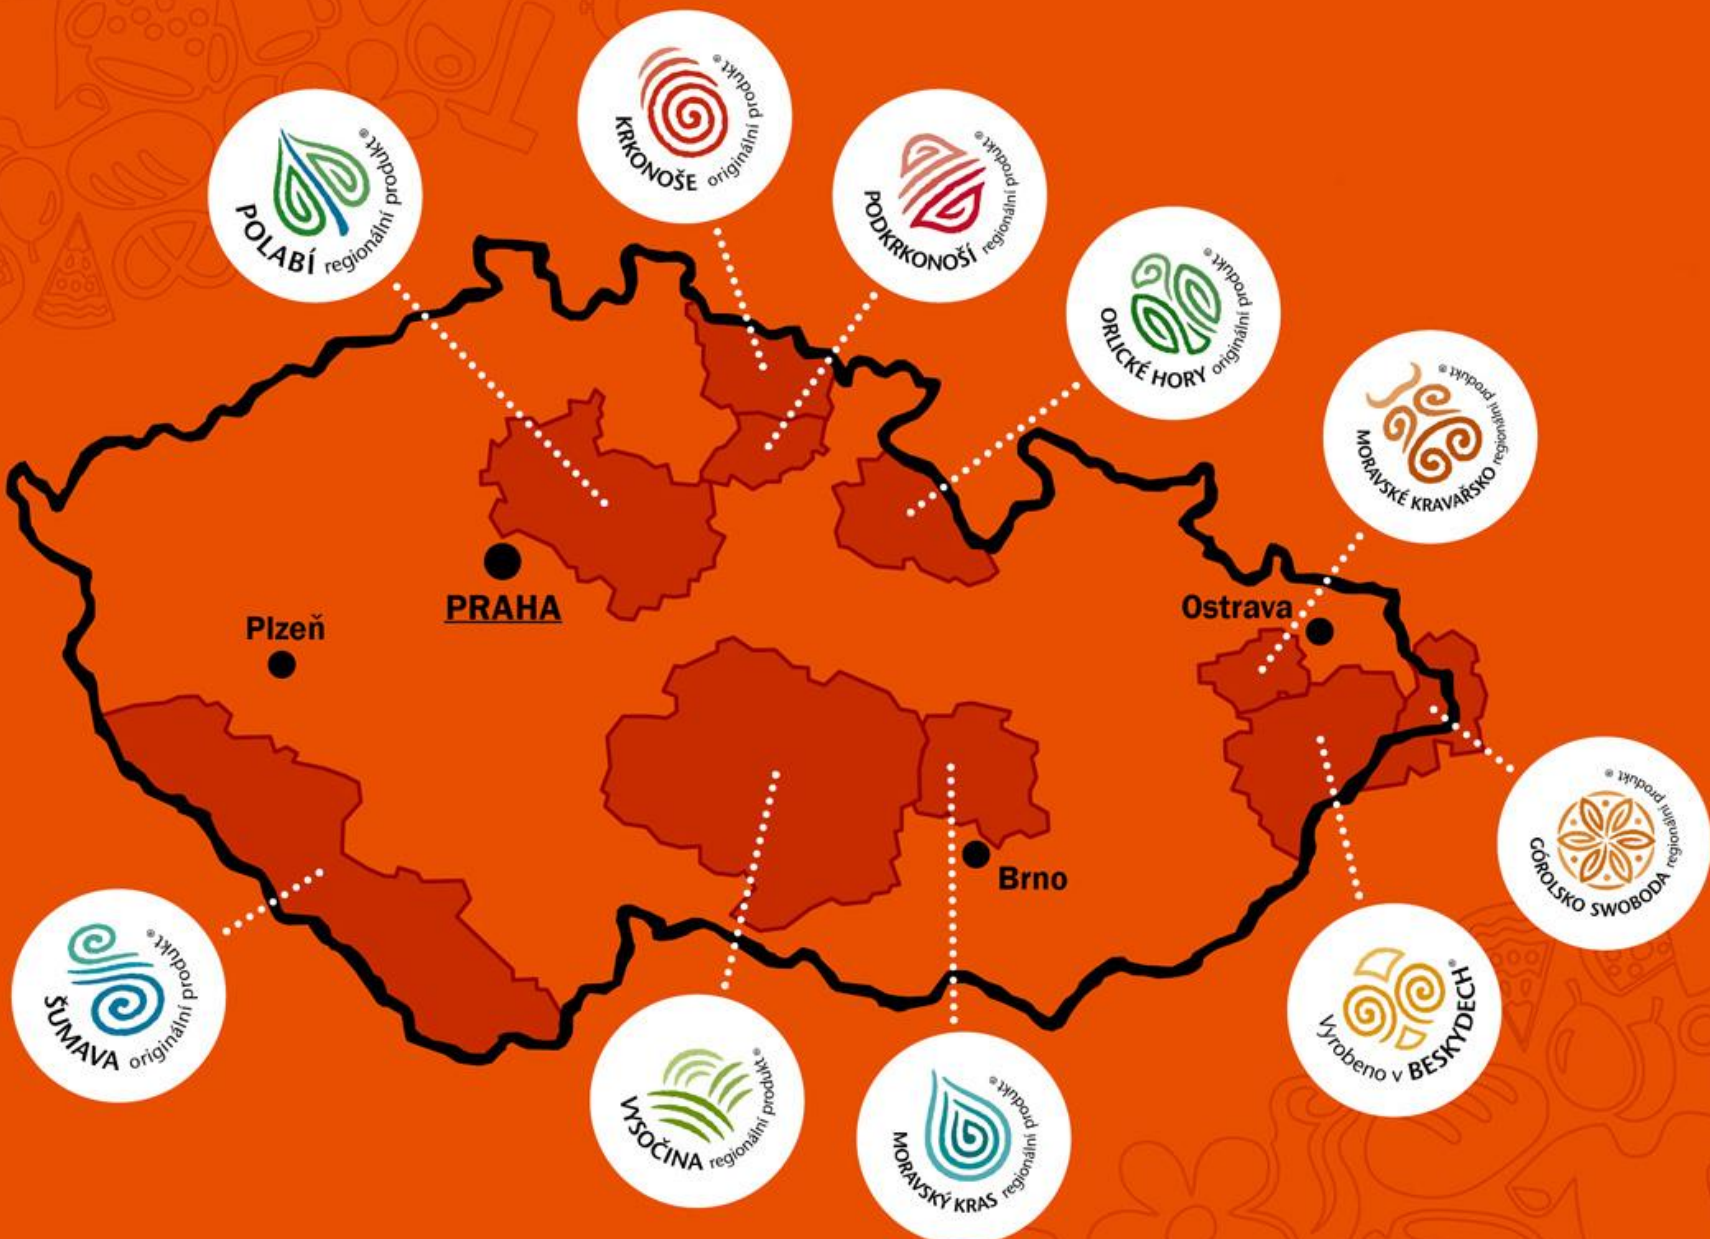 KRKONOŠE originální produkt®
POLABÍ regionální produkt®
PODKRKONOŠÍ regionální produkt®
ORLICKÉ HORY originální produkt®
MORAVSKÉ KRAVAŘSKO regionální produkt®
PRAHA
Ostrava
Plzeň
GÓROLSKO SWOBODA regionální produkt®
Brno
ŠUMAVA originální produkt®
Vyrobeno v BESKYDECH®
VYSOČINA regionální produkt®
MORAVSKÝ KRAS regionální produkt®